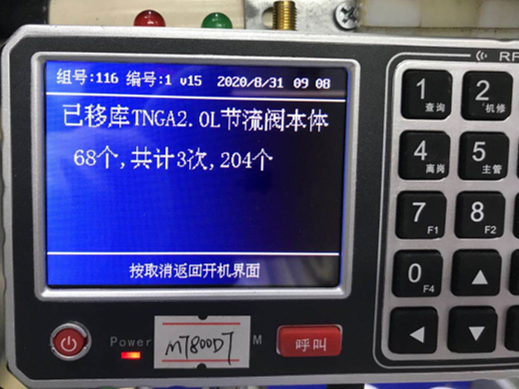 组号:116 编号:1 v15 2020/8/31 09 08
已移库TNGA2.0L节流阀本体
68个,共计3次,204个
按取消返回开机界面
RF
1 查询
2 机修
4 离岗
5 主管
7 F1
8 F2
0 F4
Power
M7800D7
M
呼叫